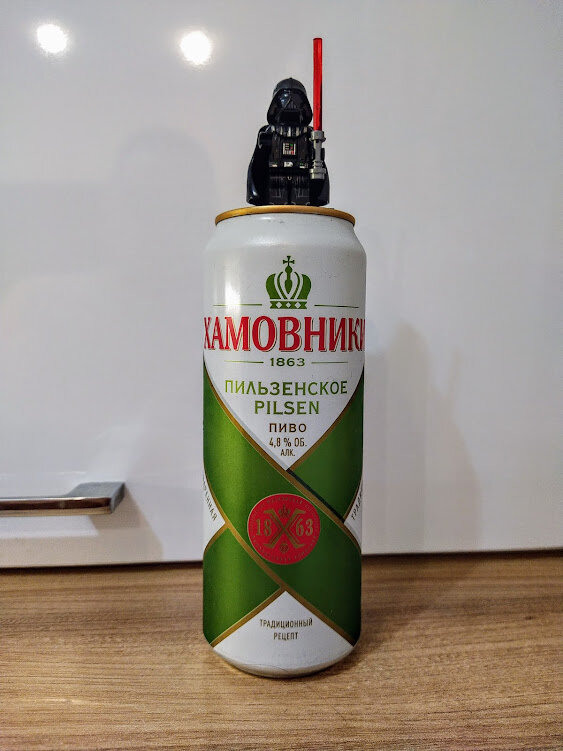 ХАМОВНИКИ
1863
ПИЛЬЗЕНСКОЕ
PILSEN
ПИВО
4,8 % ОБ.
АЛК.
18 63
ТРАДИЦИОННЫЙ
РЕЦЕПТ